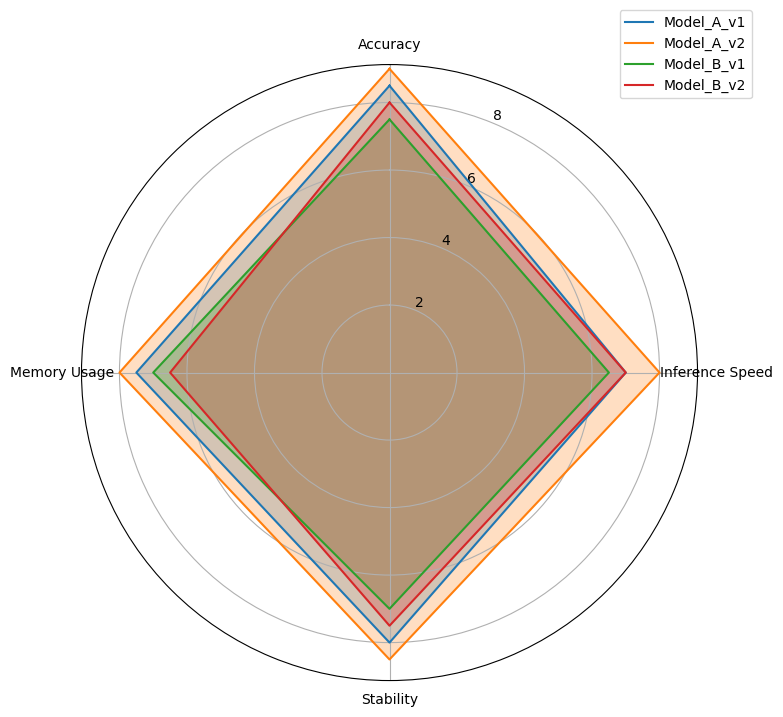 Model_A_v1
Model_A_v2
Model_B_v1
Model_B_v2
Accuracy
8
6
4
2
Memory Usage
Inference Speed
Stability